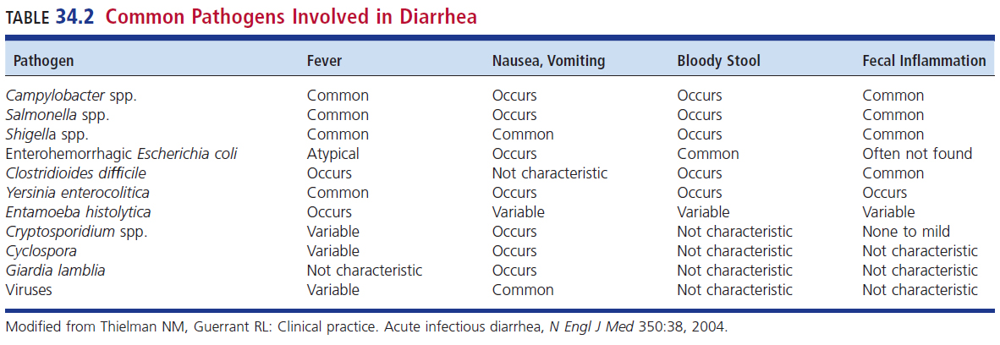 TABLE 34.2 Common Pathogens Involved in Diarrhea
Pathogen Fever Nausea, Vomiting Bloody Stool Fecal Inflammation
Campylobacter spp. Common Occurs Occurs Common
Salmonella spp. Common Occurs Occurs Common
Shigella spp. Common Common Occurs Common
Enterohemorrhagic Escherichia coli Atypical Occurs Common Often not found
Clostridioides difficile Occurs Not characteristic Occurs Common
Yersinia enterocolitica Common Occurs Occurs Occurs
Entamoeba histolytica Occurs Variable Variable Variable
Cryptosporidium spp. Variable Occurs Not characteristic None to mild
Cyclospora Variable Occurs Not characteristic Not characteristic
Giardia lamblia Not characteristic Occurs Not characteristic Not characteristic
Viruses Variable Common Not characteristic Not characteristic
Modified from Thielman NM, Guerrant RL: Clinical practice. Acute infectious diarrhea, N Engl J Med 350:38, 2004.